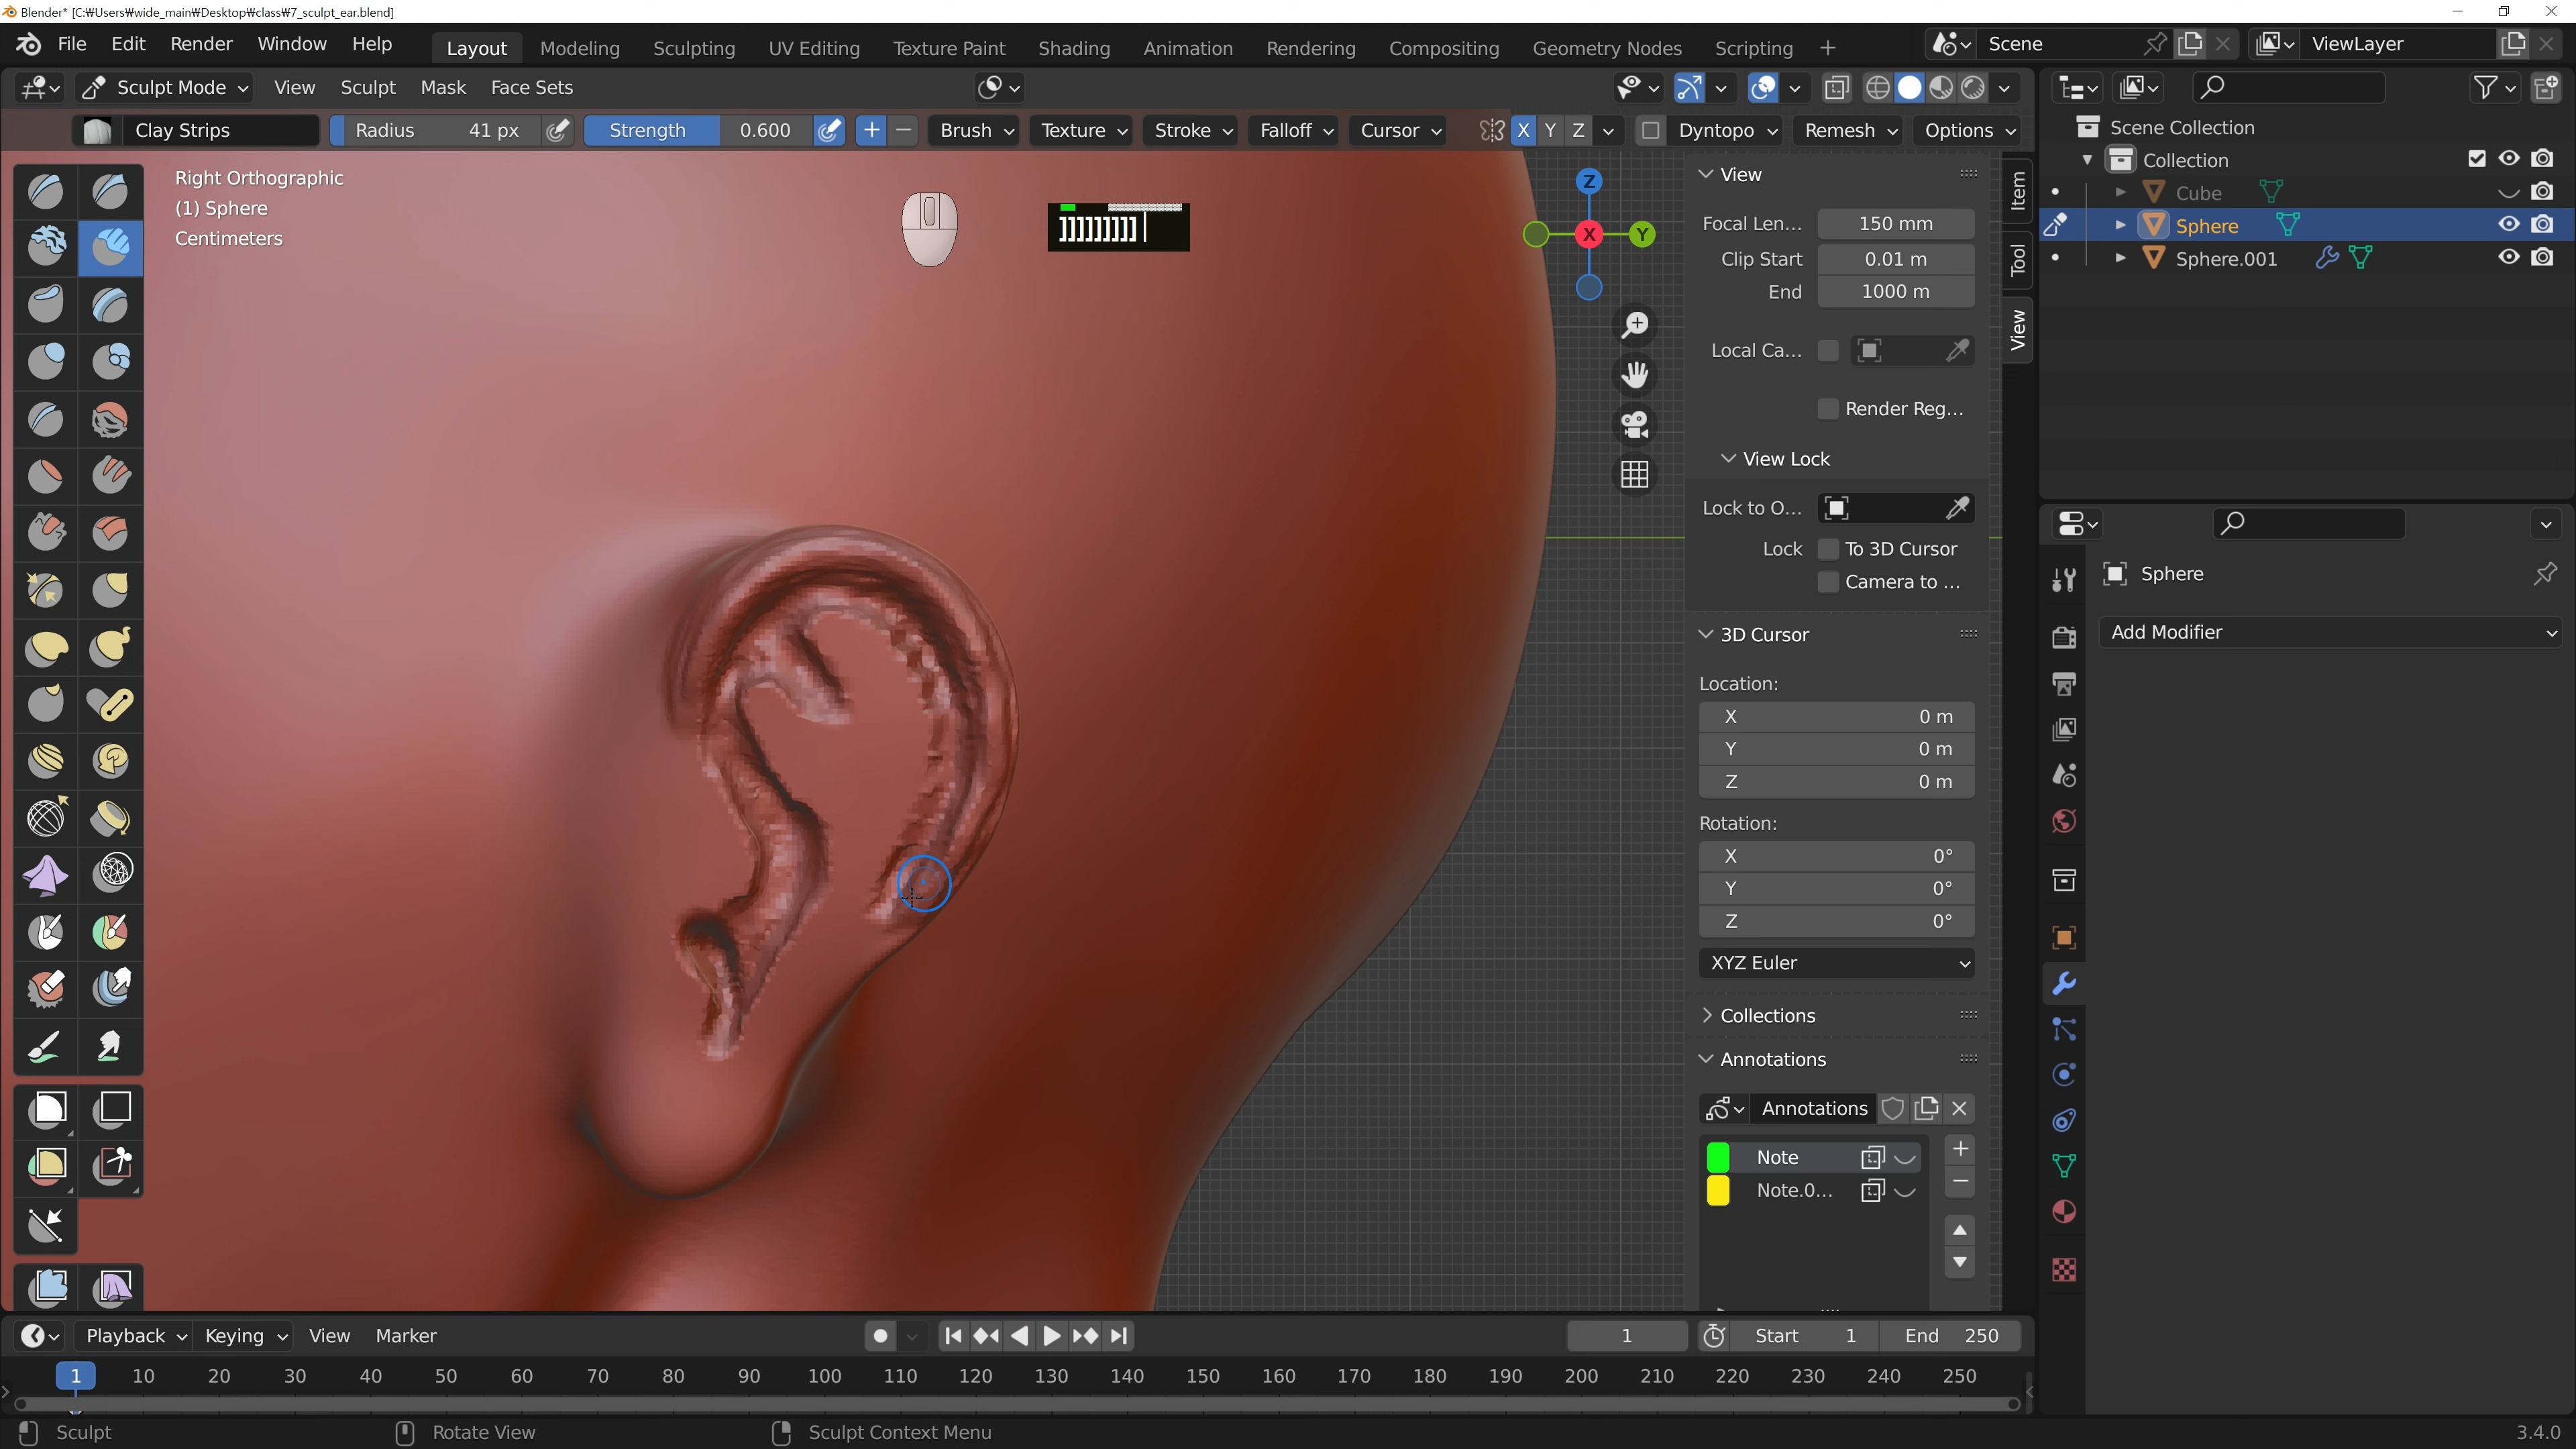 Blender* [C:₩Users₩wide_main₩Desktop₩class₩7_sculpt_ear.blend]
File Edit Render Window Help Layout Modeling Sculpting UV Editing Texture Paint Shading Animation Rendering Compositing Geometry Nodes Scripting + Scene ViewLayer
Sculpt Mode View Sculpt Mask Face Sets
Clay Strips Radius 41 px Strength 0.600 + − Brush Texture Stroke Falloff Cursor X Y Z Dyntopo Remesh Options
Right Orthographic
(1) Sphere
Centimeters
]]]]]]]]]
Z
X Y
View
Focal Len... 150 mm
Clip Start 0.01 m
End 1000 m
Local Ca...
Render Reg...
View Lock
Lock to O...
Lock To 3D Cursor
Camera to ...
3D Cursor
Location:
X 0 m
Y 0 m
Z 0 m
Rotation:
X 0°
Y 0°
Z 0°
XYZ Euler
Collections
Annotations
Annotations
Note
Note.0...
Item
Tool
View
Scene Collection
Collection
Cube
Sphere
Sphere.001
Sphere
Add Modifier
Playback Keying View Marker 1 Start 1 End 250
1 10 20 30 40 50 60 70 80 90 100 110 120 130 140 150 160 170 180 190 200 210 220 230 240 250
Sculpt Rotate View Sculpt Context Menu 3.4.0